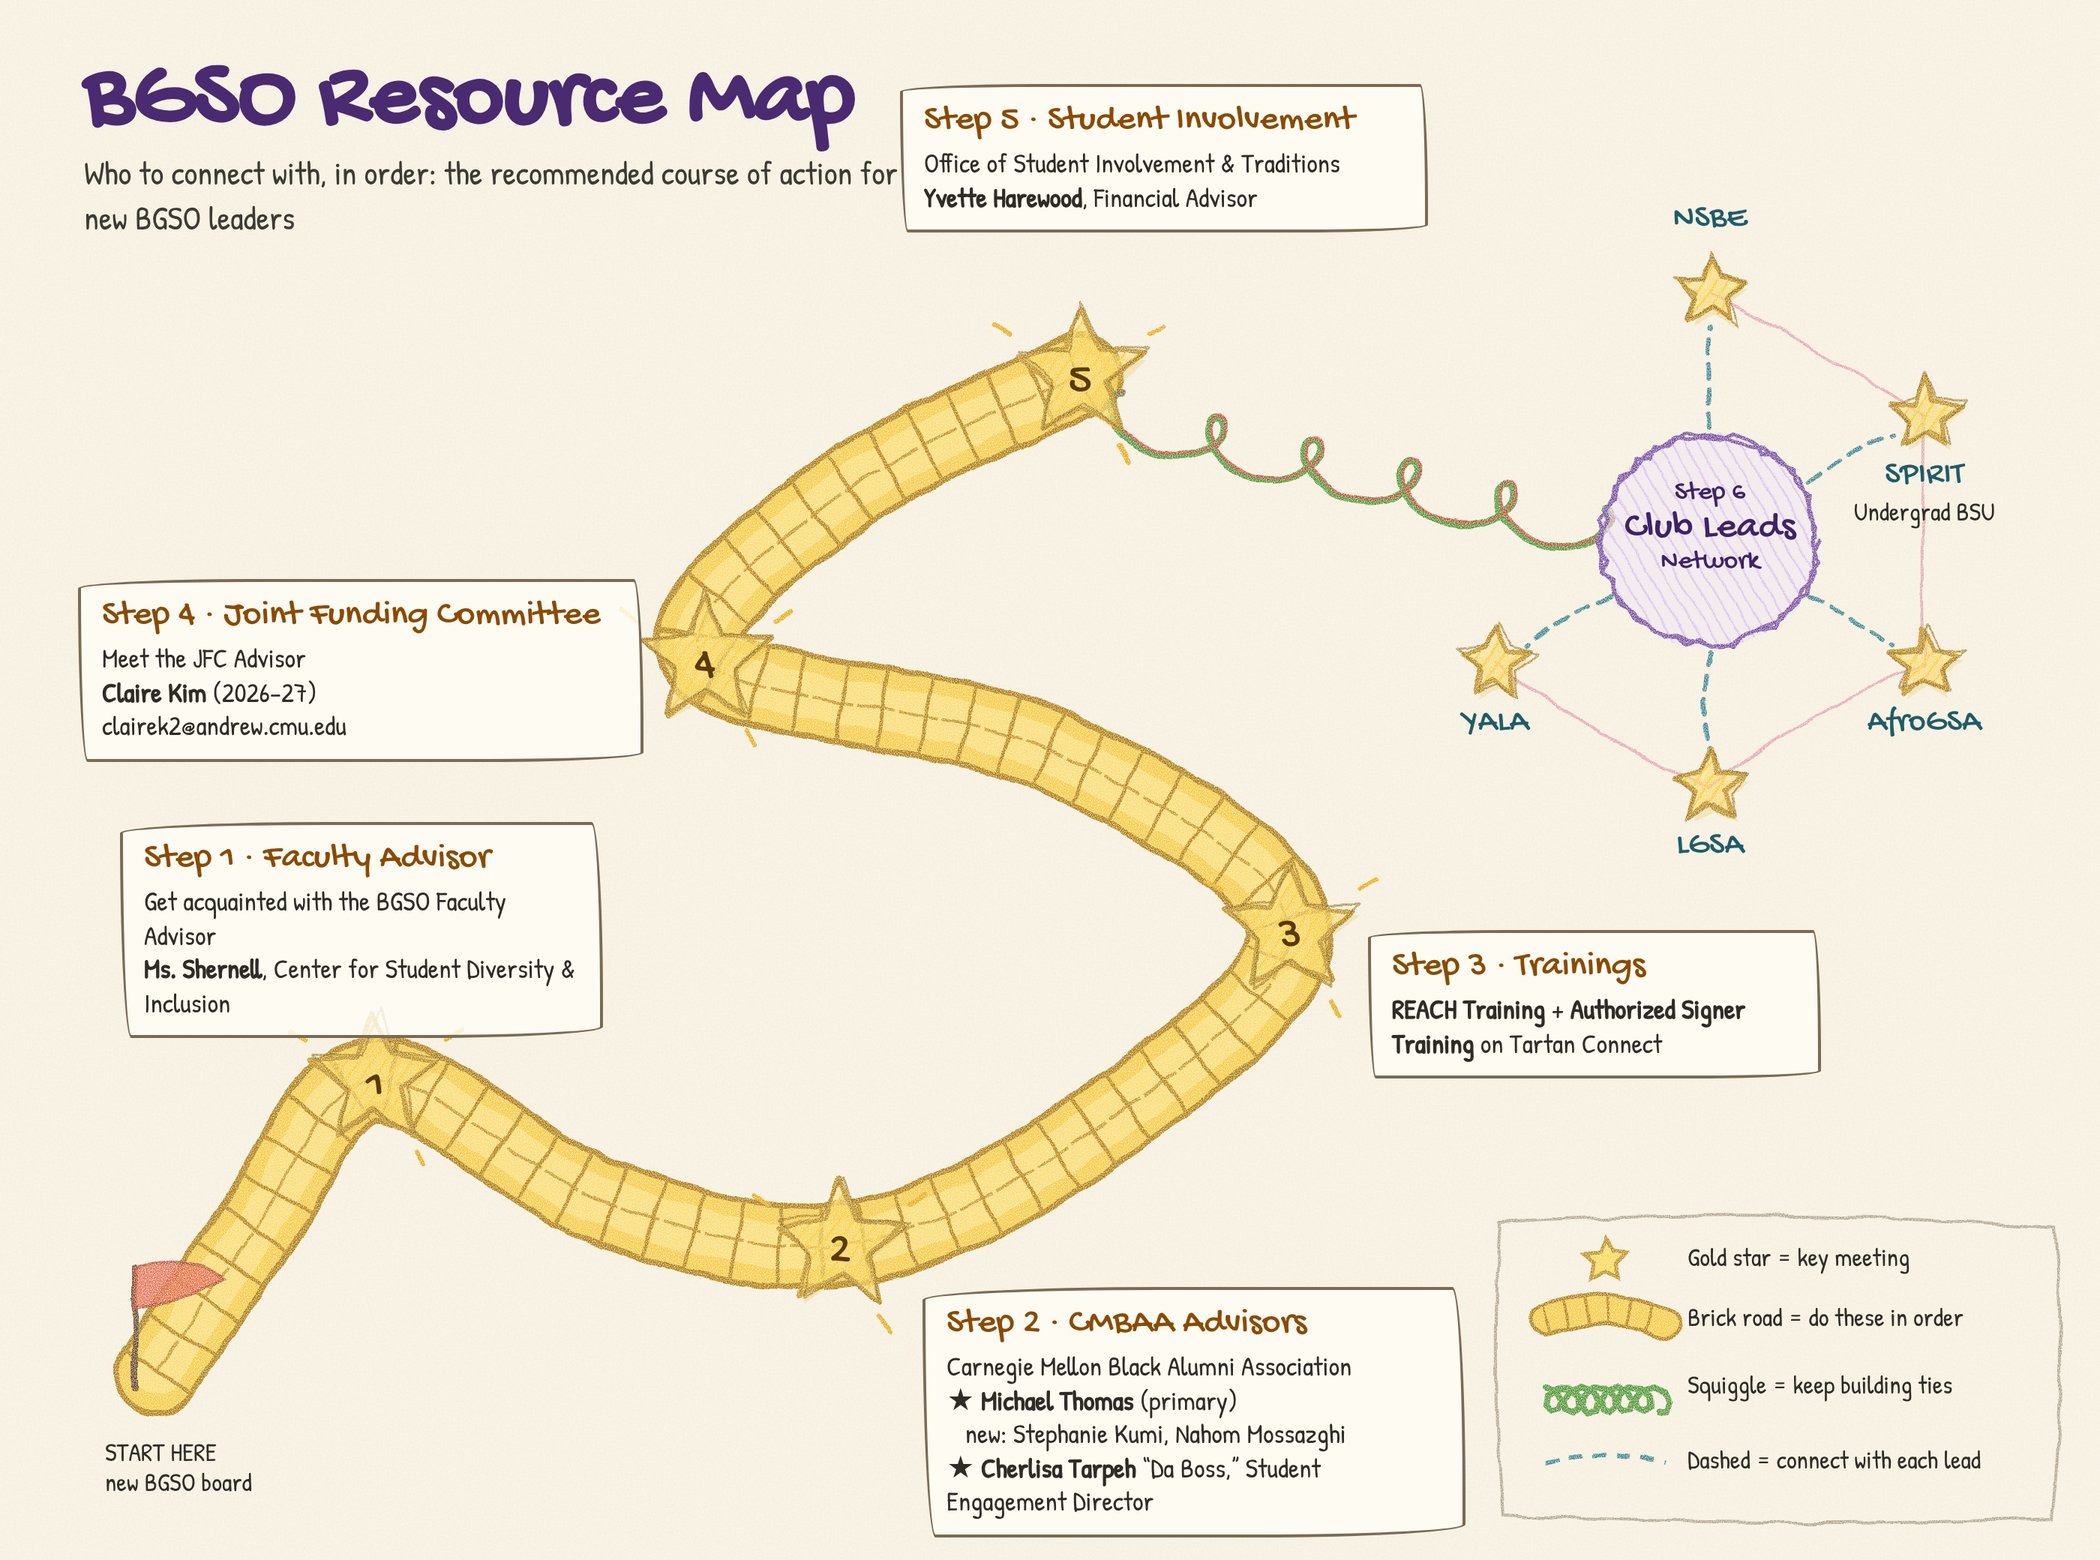 BGSO Resource Map
Who to connect with, in order: the recommended course of action for
new BGSO leaders
Step 5 · Student Involvement
Office of Student Involvement & Traditions
Yvette Harewood, Financial Advisor
NSBE
5
SPIRIT
Undergrad BSU
Step 6
Club Leads
Network
Step 4 · Joint Funding Committee
Meet the JFC Advisor
Claire Kim (2026-27)
clairek2@andrew.cmu.edu
4
YALA
AfroGSA
LGSA
Step 1 · Faculty Advisor
Get acquainted with the BGSO Faculty
Advisor
Ms. Shernell, Center for Student Diversity &
Inclusion
3
Step 3 · Trainings
REACH Training + Authorized Signer
Training on Tartan Connect
1
2
Step 2 · CMBAA Advisors
Carnegie Mellon Black Alumni Association
★ Michael Thomas (primary)
new: Stephanie Kumi, Nahom Mossazghi
★ Cherlisa Tarpeh “Da Boss,” Student
Engagement Director
START HERE
new BGSO board
Gold star = key meeting
Brick road = do these in order
Squiggle = keep building ties
Dashed = connect with each lead